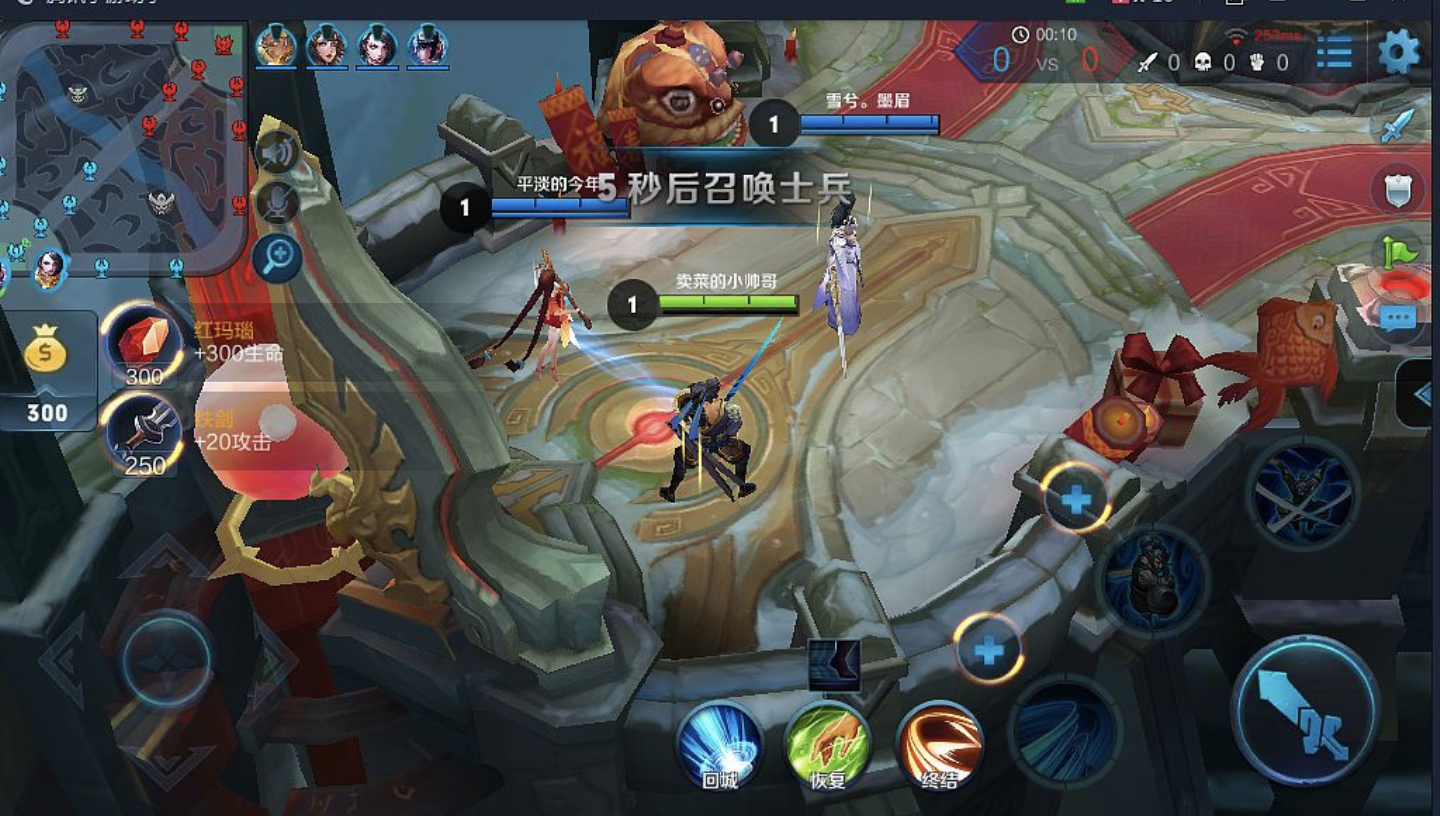 00:10
253ms
0 VS 0
0 0 0
雪兮。墨眉
1
平淡的今年
1
5 秒后召唤士兵
卖菜的小帅哥
1
红玛瑙
+300生命
300
300
铁剑
+20攻击
250
回城
恢复
终结